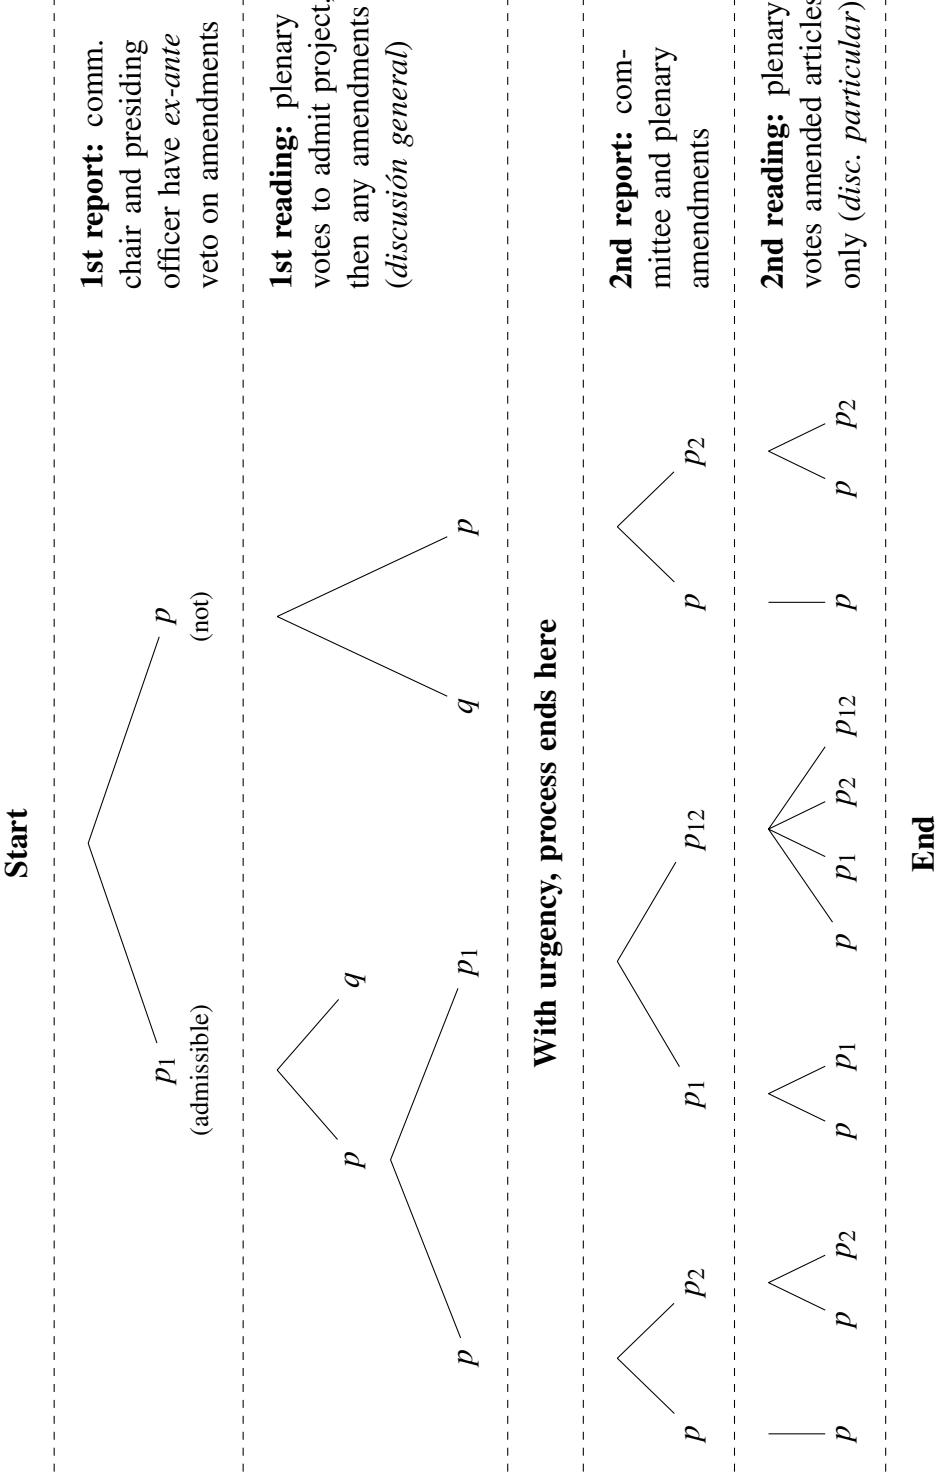 Start
p1
(admissible)
p
(not)
1st report: comm.
chair and presiding
officer have ex-ante
veto on amendments
p q
p p1
q p
1st reading: plenary
votes to admit project,
then any amendments
(discusión general)
With urgency, process ends here
p p2 p1 p12 p p2
2nd report: com-
mittee and plenary
amendments
p p p2 p p1 p p1 p2 p12 p p p2
2nd reading: plenary
votes amended articles
only (disc. particular)
End